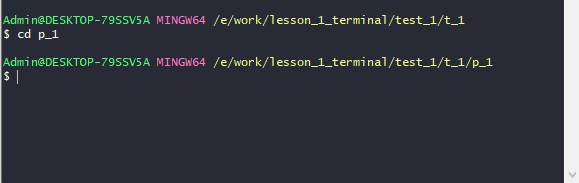 Admin@DESKTOP-79SSV5A MINGW64 /e/work/lesson_1_terminal/test_1/t_1
$ cd p_1
Admin@DESKTOP-79SSV5A MINGW64 /e/work/lesson_1_terminal/test_1/t_1/p_1
$